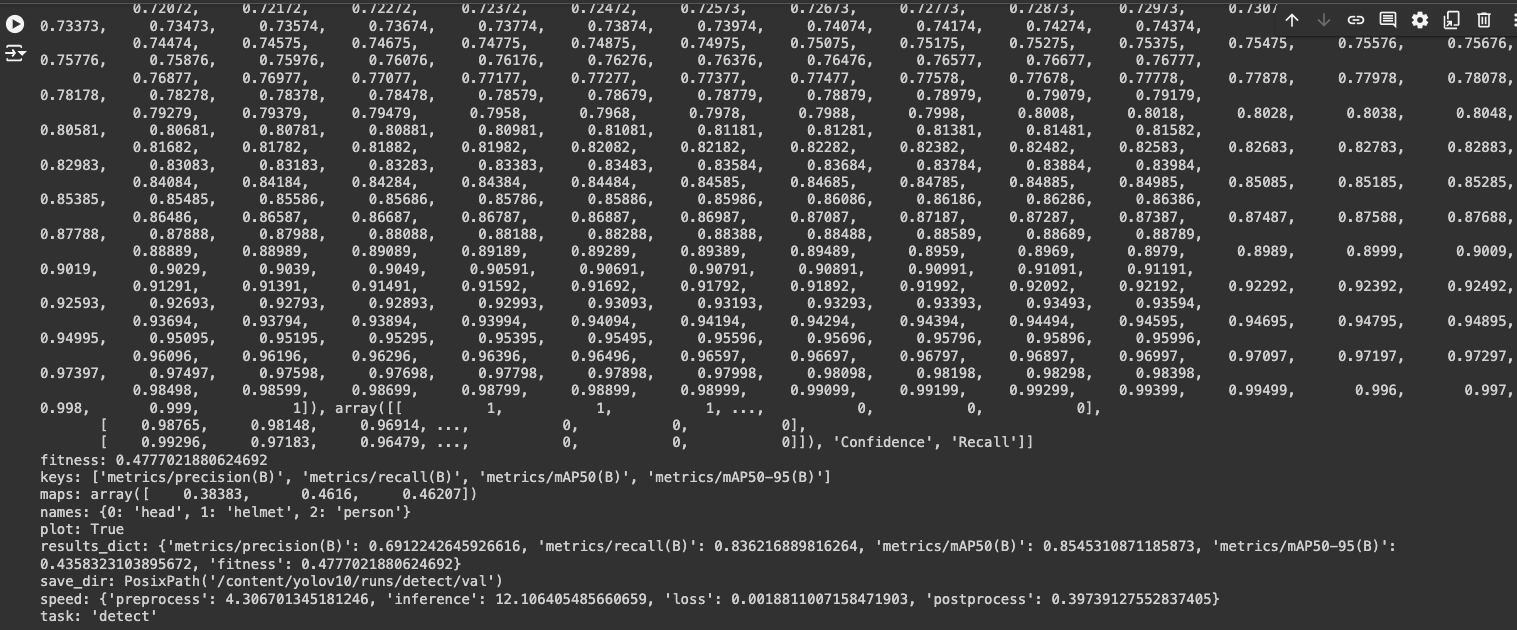 0.72072, 0.72172, 0.72272, 0.72372, 0.72472, 0.72573, 0.72673, 0.72773, 0.72873, 0.72973, 0.7307
0.73373, 0.73473, 0.73574, 0.73674, 0.73774, 0.73874, 0.73974, 0.74074, 0.74174, 0.74274, 0.74374,
0.74474, 0.74575, 0.74675, 0.74775, 0.74875, 0.74975, 0.75075, 0.75175, 0.75275, 0.75375, 0.75475, 0.75576, 0.75676,
0.75776, 0.75876, 0.75976, 0.76076, 0.76176, 0.76276, 0.76376, 0.76476, 0.76577, 0.76677, 0.76777,
0.76877, 0.76977, 0.77077, 0.77177, 0.77277, 0.77377, 0.77477, 0.77578, 0.77678, 0.77778, 0.77878, 0.77978, 0.78078,
0.78178, 0.78278, 0.78378, 0.78478, 0.78579, 0.78679, 0.78779, 0.78879, 0.78979, 0.79079, 0.79179,
0.79279, 0.79379, 0.79479, 0.7958, 0.7968, 0.7978, 0.7988, 0.7998, 0.8008, 0.8018, 0.8028, 0.8038, 0.8048,
0.80581, 0.80681, 0.80781, 0.80881, 0.80981, 0.81081, 0.81181, 0.81281, 0.81381, 0.81481, 0.81582,
0.81682, 0.81782, 0.81882, 0.81982, 0.82082, 0.82182, 0.82282, 0.82382, 0.82482, 0.82583, 0.82683, 0.82783, 0.82883,
0.82983, 0.83083, 0.83183, 0.83283, 0.83383, 0.83483, 0.83584, 0.83684, 0.83784, 0.83884, 0.83984,
0.84084, 0.84184, 0.84284, 0.84384, 0.84484, 0.84585, 0.84685, 0.84785, 0.84885, 0.84985, 0.85085, 0.85185, 0.85285,
0.85385, 0.85485, 0.85586, 0.85686, 0.85786, 0.85886, 0.85986, 0.86086, 0.86186, 0.86286, 0.86386,
0.86486, 0.86587, 0.86687, 0.86787, 0.86887, 0.86987, 0.87087, 0.87187, 0.87287, 0.87387, 0.87487, 0.87588, 0.87688,
0.87788, 0.87888, 0.87988, 0.88088, 0.88188, 0.88288, 0.88388, 0.88488, 0.88589, 0.88689, 0.88789,
0.88889, 0.88989, 0.89089, 0.89189, 0.89289, 0.89389, 0.89489, 0.8959, 0.8969, 0.8979, 0.8989, 0.8999, 0.9009,
0.9019, 0.9029, 0.9039, 0.9049, 0.90591, 0.90691, 0.90791, 0.90891, 0.90991, 0.91091, 0.91191,
0.91291, 0.91391, 0.91491, 0.91592, 0.91692, 0.91792, 0.91892, 0.91992, 0.92092, 0.92192, 0.92292, 0.92392, 0.92492,
0.92593, 0.92693, 0.92793, 0.92893, 0.92993, 0.93093, 0.93193, 0.93293, 0.93393, 0.93493, 0.93594,
0.93694, 0.93794, 0.93894, 0.93994, 0.94094, 0.94194, 0.94294, 0.94394, 0.94494, 0.94595, 0.94695, 0.94795, 0.94895,
0.94995, 0.95095, 0.95195, 0.95295, 0.95395, 0.95495, 0.95596, 0.95696, 0.95796, 0.95896, 0.95996,
0.96096, 0.96196, 0.96296, 0.96396, 0.96496, 0.96597, 0.96697, 0.96797, 0.96897, 0.96997, 0.97097, 0.97197, 0.97297,
0.97397, 0.97497, 0.97598, 0.97698, 0.97798, 0.97898, 0.97998, 0.98098, 0.98198, 0.98298, 0.98398,
0.98498, 0.98599, 0.98699, 0.98799, 0.98899, 0.98999, 0.99099, 0.99199, 0.99299, 0.99399, 0.99499, 0.996, 0.997,
0.998, 0.999, 1]), array([[ 1, 1, 1, ..., 0, 0, 0],
[ 0.98765, 0.98148, 0.96914, ..., 0, 0, 0],
[ 0.99296, 0.97183, 0.96479, ..., 0, 0, 0]]), 'Confidence', 'Recall']]
fitness: 0.4777021880624692
keys: ['metrics/precision(B)', 'metrics/recall(B)', 'metrics/mAP50(B)', 'metrics/mAP50-95(B)']
maps: array([ 0.38383, 0.4616, 0.46207])
names: {0: 'head', 1: 'helmet', 2: 'person'}
plot: True
results_dict: {'metrics/precision(B)': 0.6912242645926616, 'metrics/recall(B)': 0.836216889816264, 'metrics/mAP50(B)': 0.8545310871185873, 'metrics/mAP50-95(B)':
0.4358323103895672, 'fitness': 0.4777021880624692}
save_dir: PosixPath('/content/yolov10/runs/detect/val')
speed: {'preprocess': 4.306701345181246, 'inference': 12.106405485660659, 'loss': 0.0018811007158471903, 'postprocess': 0.39739127552837405}
task: 'detect'